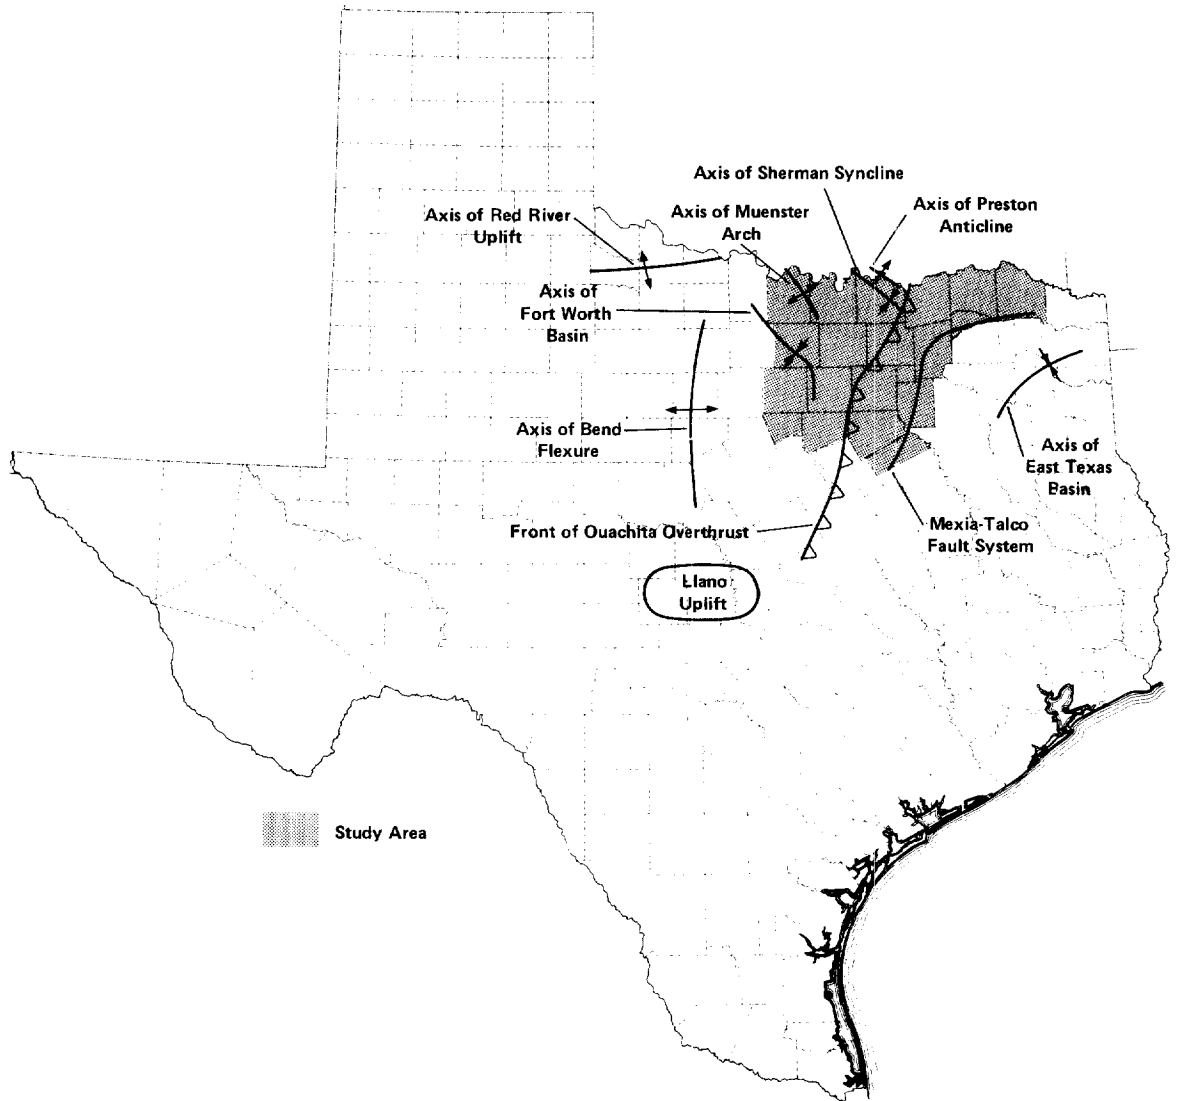 Axis of Sherman Syncline
Axis of Red River
Uplift
Axis of Muenster
Arch
Axis of Preston
Anticline
Axis of
Fort Worth
Basin
Axis of Bend
Flexure
Axis of
East Texas
Basin
Front of Ouachita Overthrust
Mexia-Talco
Fault System
Llano
Uplift
Study Area